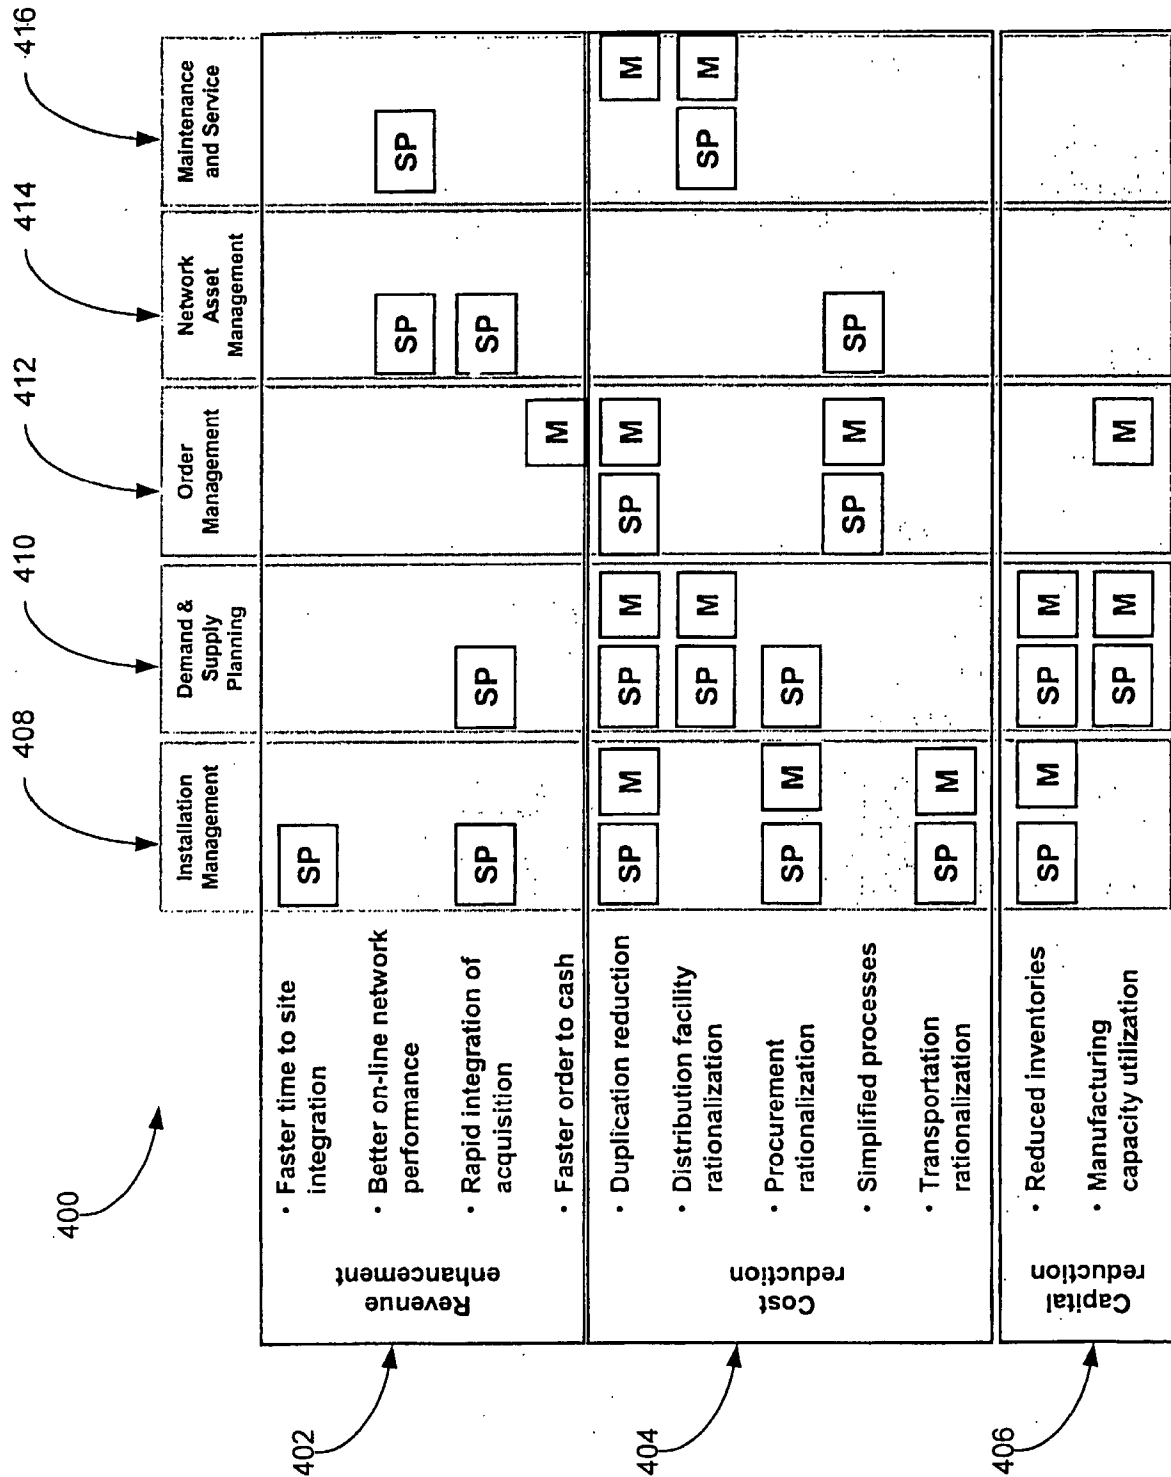 400
408
410
412
414
416
Installation
Management
Demand &
Supply
Planning
Order
Management
Network
Asset
Management
Maintenance
and Service
402
Revenue
enhancement
• Faster time to site
integration
SP
• Better on-line network
performance
SP
SP
• Rapid integration of
acquisition
SP
SP
SP
• Faster order to cash
M
404
Cost
reduction
• Duplication reduction
SP M
SP M
SP M
M
• Distribution facility
rationalization
SP M
SP M
• Procurement
rationalization
SP M
SP
• Simplified processes
SP M
SP
• Transportation
rationalization
SP M
406
Capital
reduction
• Reduced inventories
SP M
SP M
• Manufacturing
capacity utilization
SP M
M